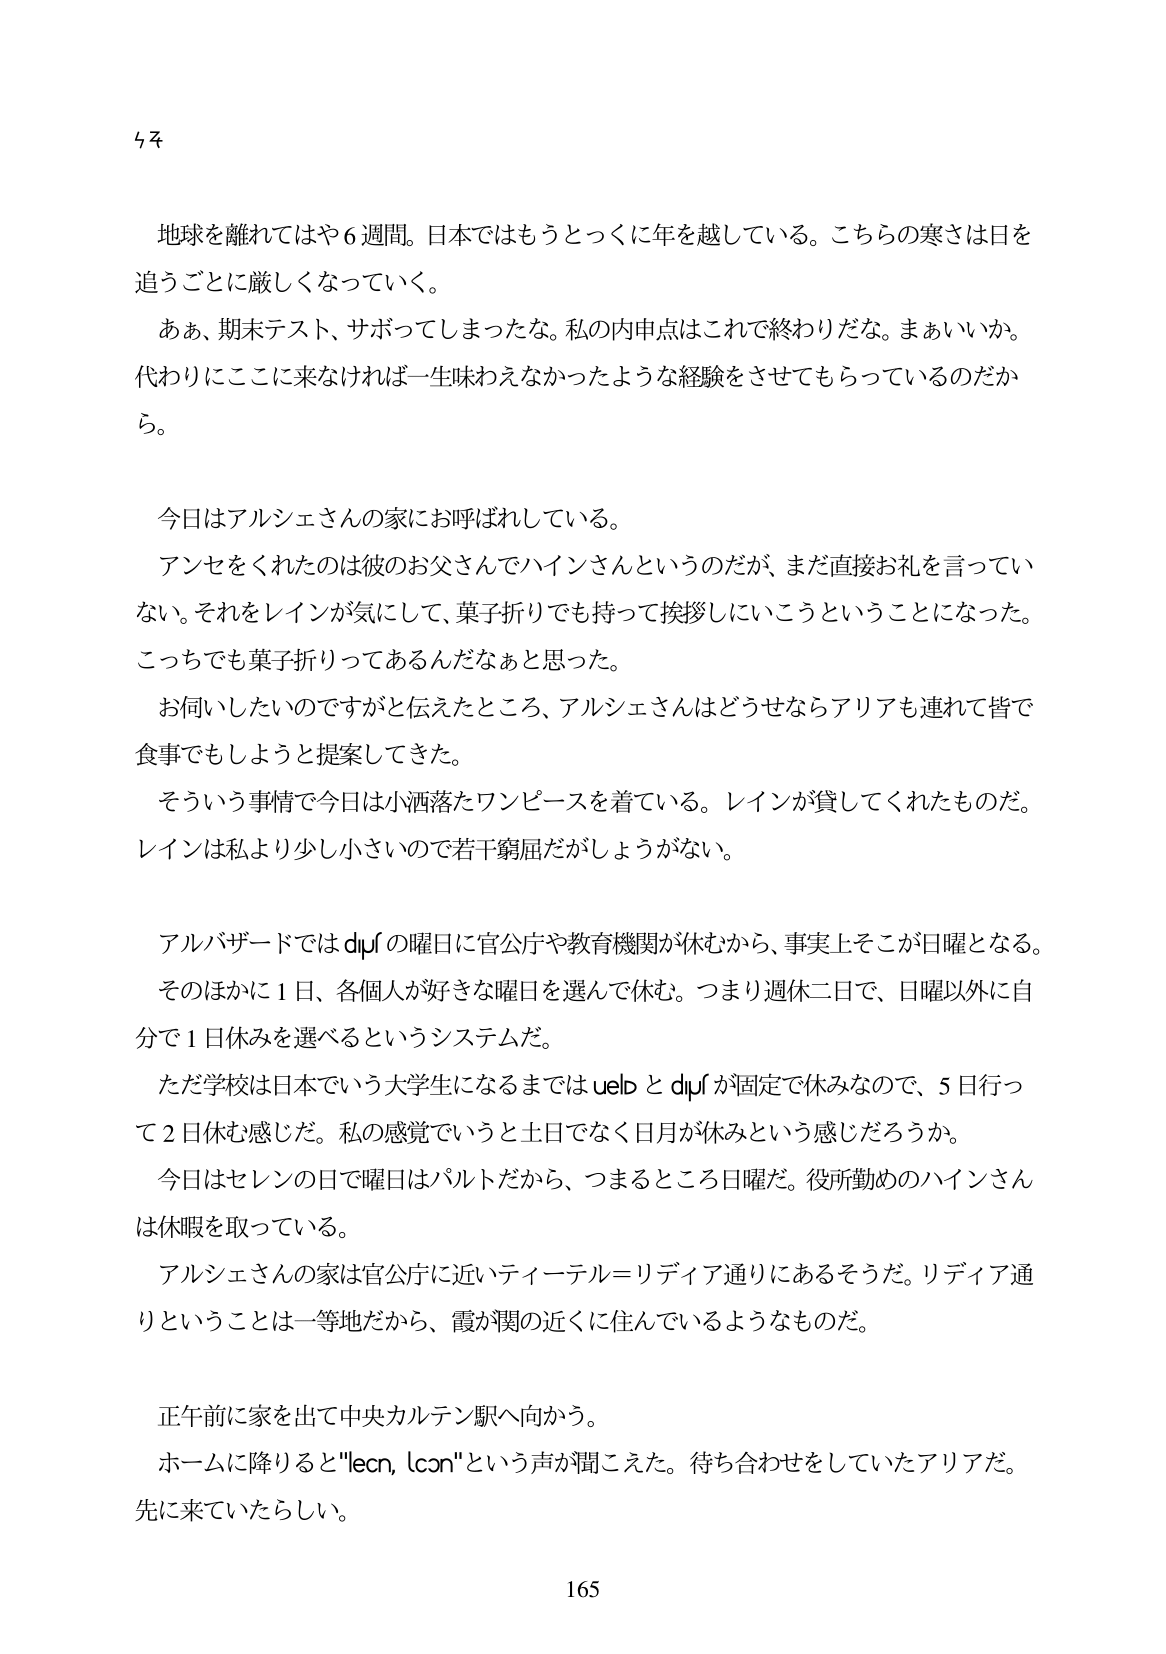 地球を離れてはや6週間。日本ではもうとっくに年を越している。こちらの寒さは日を
追うごとに厳しくなっていく。
あぁ、期末テスト、サボってしまったな。私の内申点はこれで終わりだな。まぁいいか。
代わりにここに来なければ一生味わえなかったような経験をさせてもらっているのだか
ら。
今日はアルシェさんの家にお呼ばれしている。
アンセをくれたのは彼のお父さんでハインさんというのだが、まだ直接お礼を言ってい
ない。それをレインが気にして、菓子折りでも持って挨拶しにいこうということになった。
こっちでも菓子折りってあるんだなぁと思った。
お伺いしたいのですがと伝えたところ、アルシェさんはどうせならアリアも連れて皆で
食事でもしようと提案してきた。
そういう事情で今日は小洒落たワンピースを着ている。レインが貸してくれたものだ。
レインは私より少し小さいので若干窮屈だがしょうがない。
アルバザードでは の曜日に官公庁や教育機関が休むから、事実上そこが日曜となる。
そのほかに1日、各個人が好きな曜日を選んで休む。つまり週休二日で、日曜以外に自
分で1日休みを選べるというシステムだ。
ただ学校は日本でいう大学生になるまでは と が固定で休みなので、5日行っ
て2日休む感じだ。私の感覚でいうと土日でなく日月が休みという感じだろうか。
今日はセレンの日で曜日はパルトだから、つまるところ日曜だ。役所勤めのハインさん
は休暇を取っている。
アルシェさんの家は官公庁に近いティーテル＝リディア通りにあるそうだ。リディア通
りということは一等地だから、霞が関の近くに住んでいるようなものだ。
正午前に家を出て中央カルテン駅へ向かう。
ホームに降りると" "という声が聞こえた。待ち合わせをしていたアリアだ。
先に来ていたらしい。
165